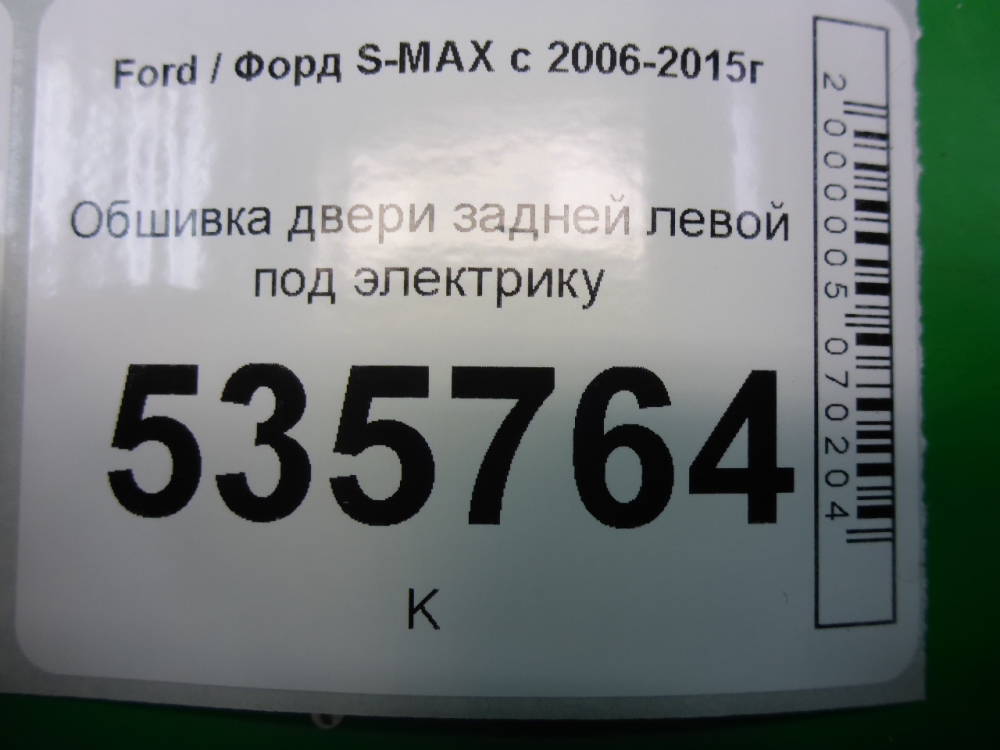 Ford / Форд S-MAX с 2006-2015г
Обшивка двери задней левой
под электрику
535764
К
2000005070204